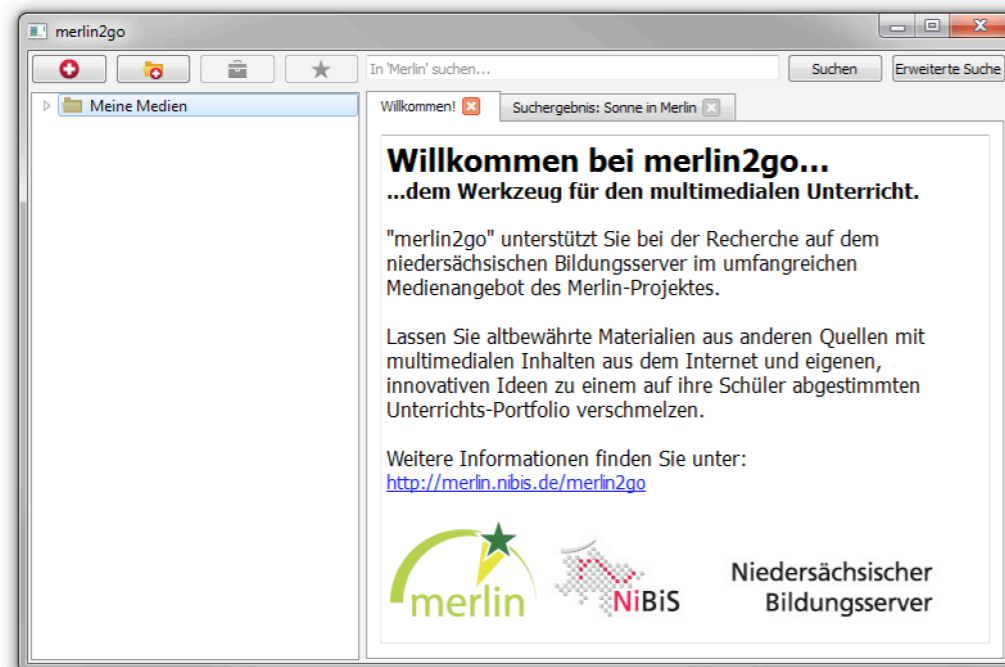 merlin2go
In 'Merlin' suchen...
Suchen
Erweiterte Suche
Meine Medien
Willkommen!
Suchergebnis: Sonne in Merlin
Willkommen bei merlin2go...
...dem Werkzeug für den multimedialen Unterricht.
"merlin2go" unterstützt Sie bei der Recherche auf dem
niedersächsischen Bildungsserver im umfangreichen
Medienangebot des Merlin-Projektes.
Lassen Sie altbewährte Materialien aus anderen Quellen mit
multimedialen Inhalten aus dem Internet und eigenen,
innovativen Ideen zu einem auf ihre Schüler abgestimmten
Unterrichts-Portfolio verschmelzen.
Weitere Informationen finden Sie unter:
http://merlin.nibis.de/merlin2go
merlin
NiBiS
Niedersächsischer
Bildungsserver